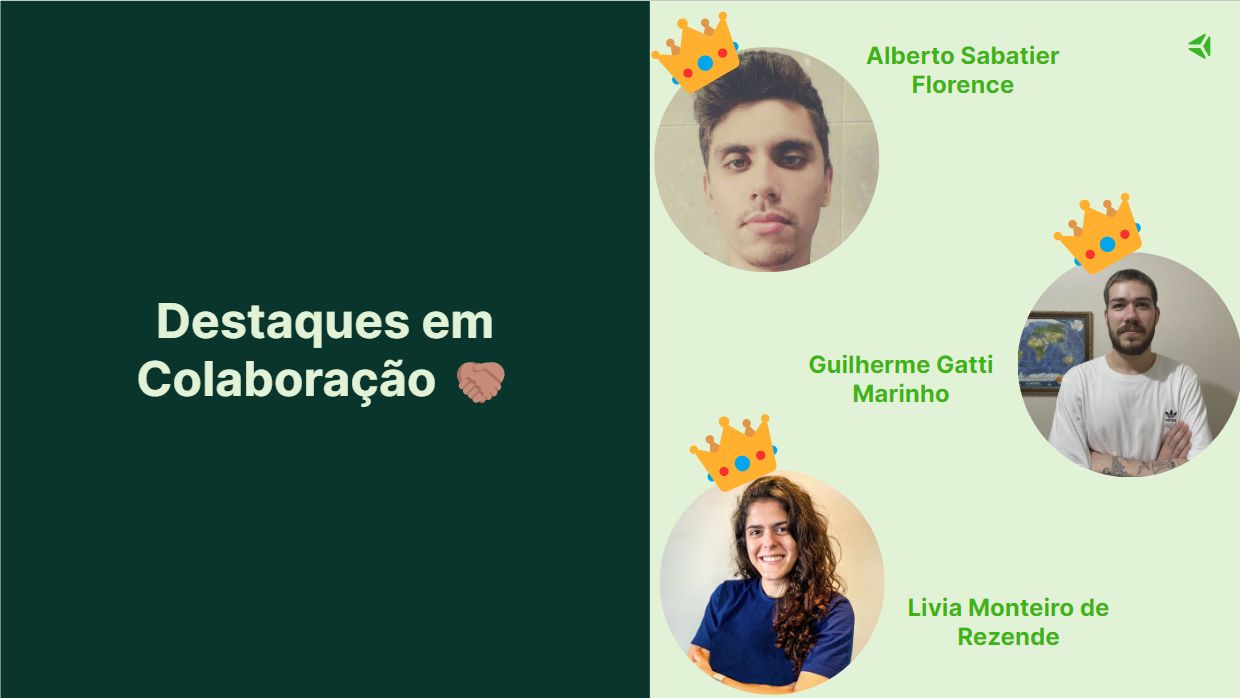 Destaques em
Colaboração
Alberto Sabatier
Florence
Guilherme Gatti
Marinho
Livia Monteiro de
Rezende